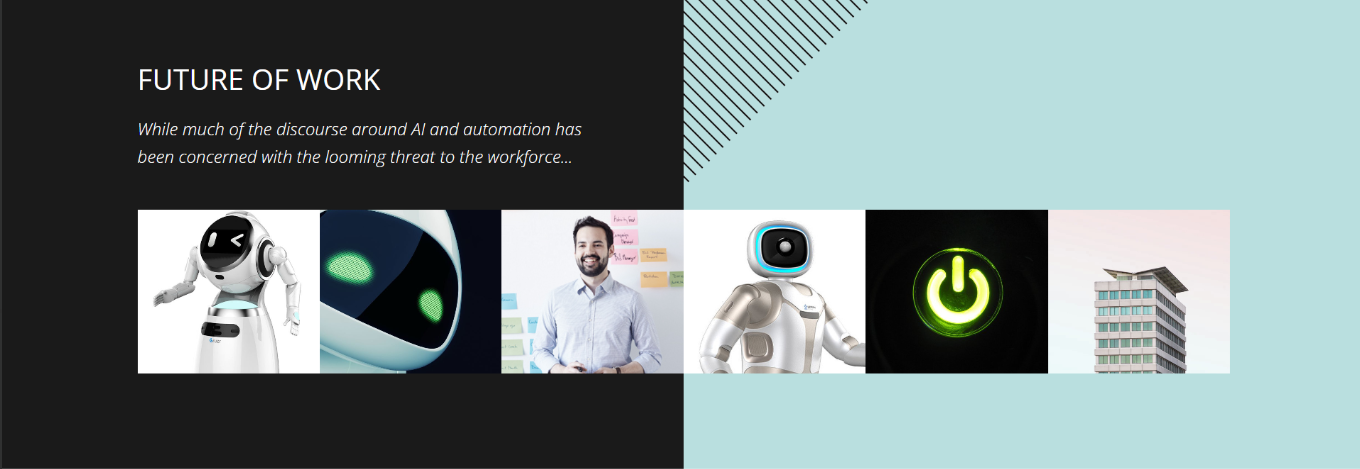 FUTURE OF WORK
While much of the discourse around AI and automation has
been concerned with the looming threat to the workforce...